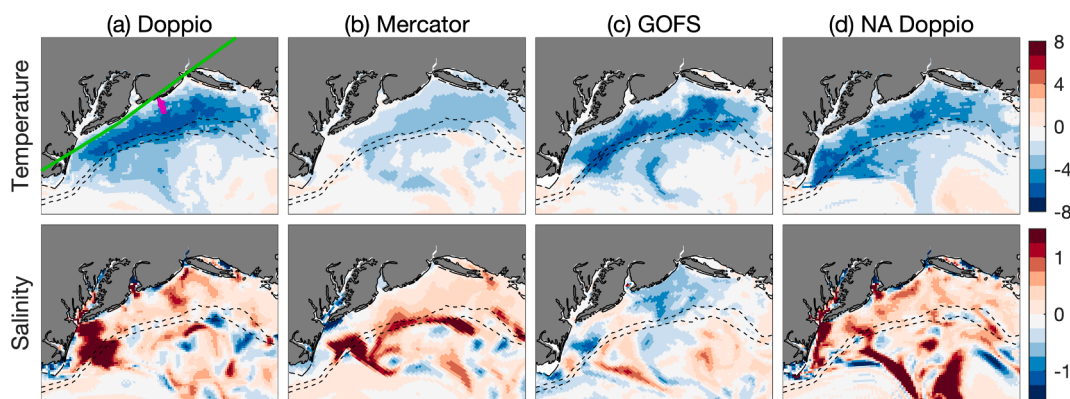 (a) Doppio (b) Mercator (c) GOFS (d) NA Doppio
Temperature
8
4
0
-4
-8
Salinity
1
0
-1